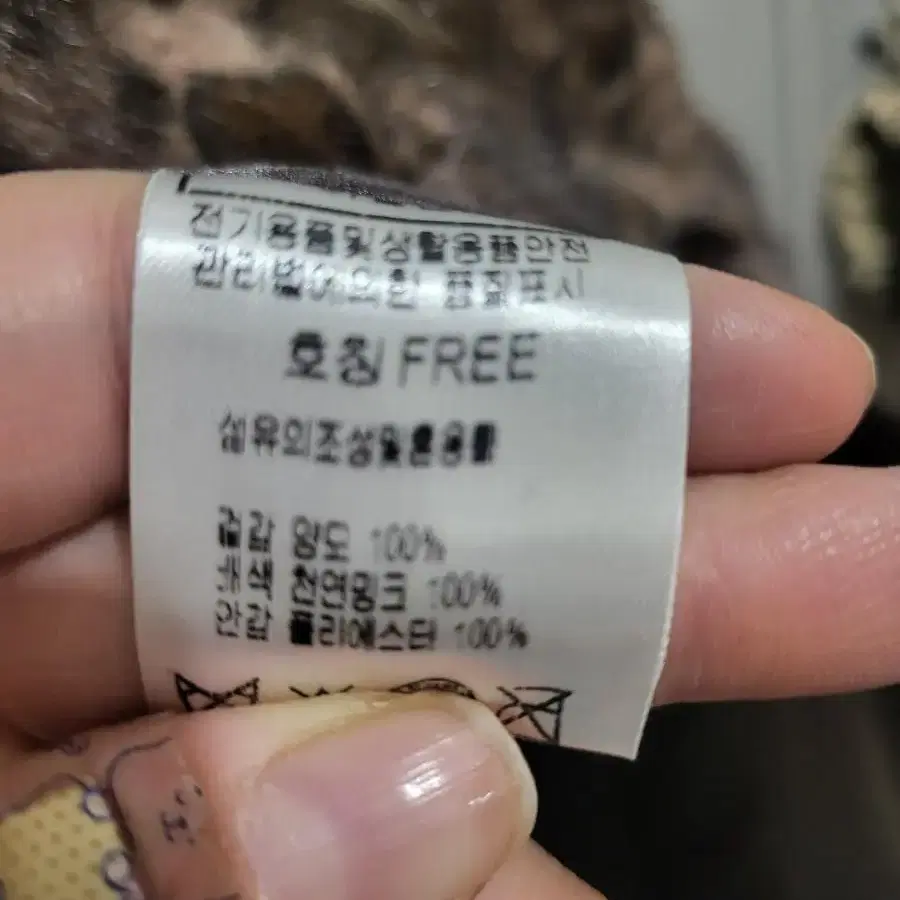 전기용품및생활용품안전
관리법에의한 품질표시
호칭 FREE
섬유의조성및혼용률
겉감 양모 100%
배색 천연밍크 100%
안감 폴리에스터 100%